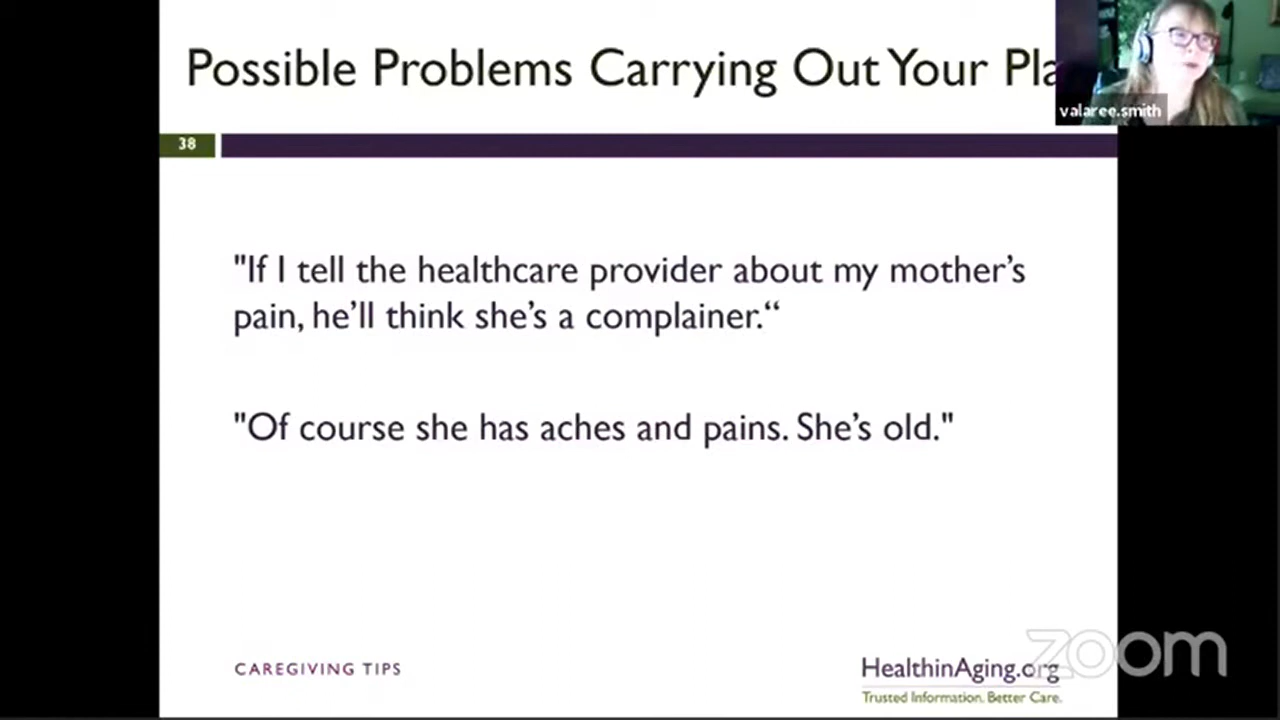 Possible Problems Carrying Out Your Pla
valaree.smith
38
"If I tell the healthcare provider about my mother’s
pain, he’ll think she’s a complainer.“
"Of course she has aches and pains. She’s old."
CAREGIVING TIPS
HealthinAging.org
Trusted Information. Better Care.
zoom